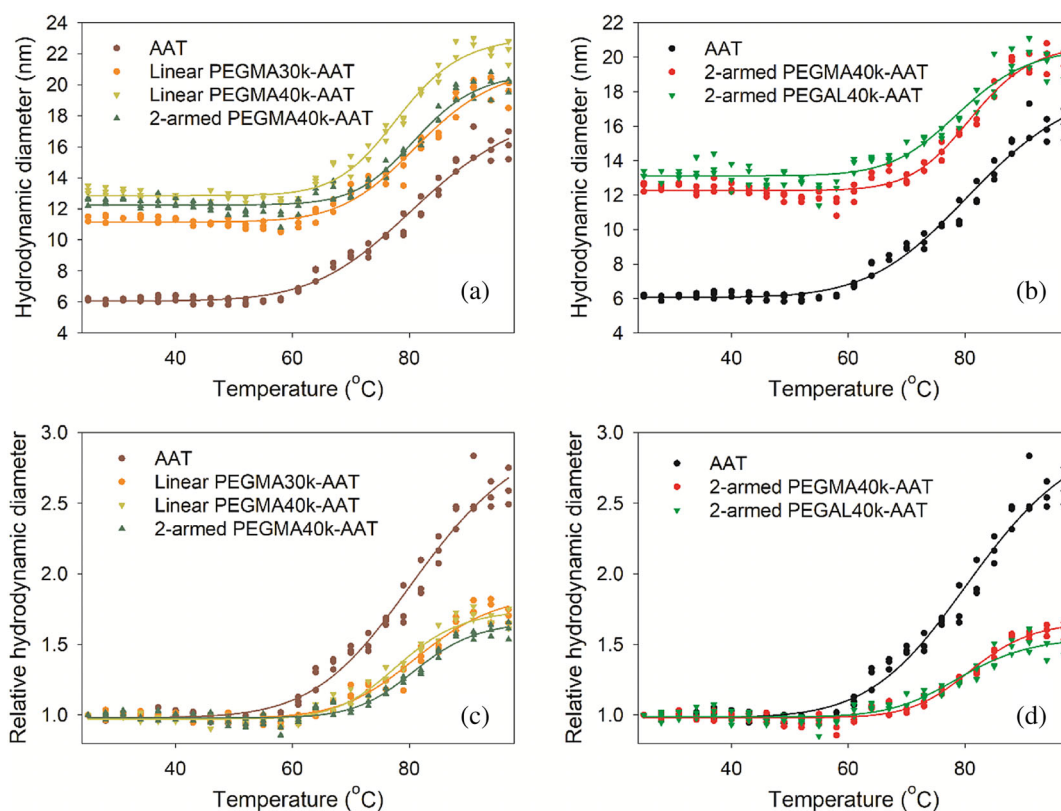 24
22
20
18
16
14
12
10
8
6
4
Hydrodynamic diameter (nm)
AAT
Linear PEGMA30k-AAT
Linear PEGMA40k-AAT
2-armed PEGMA40k-AAT
(a)
40 60 80
Temperature (°C)
22
20
18
16
14
12
10
8
6
4
Hydrodynamic diameter (nm)
AAT
2-armed PEGMA40k-AAT
2-armed PEGAL40k-AAT
(b)
40 60 80
Temperature (°C)
3.0
2.5
2.0
1.5
1.0
Relative hydrodynamic diameter
AAT
Linear PEGMA30k-AAT
Linear PEGMA40k-AAT
2-armed PEGMA40k-AAT
(c)
40 60 80
Temperature (°C)
3.0
2.5
2.0
1.5
1.0
Relative hydrodynamic diameter
AAT
2-armed PEGMA40k-AAT
2-armed PEGAL40k-AAT
(d)
40 60 80
Temperature (°C)